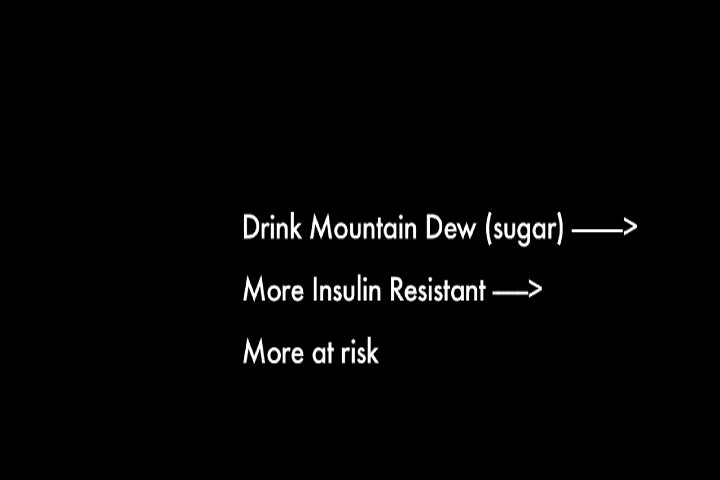 Drink Mountain Dew (sugar) ——>
More Insulin Resistant —->
More at risk